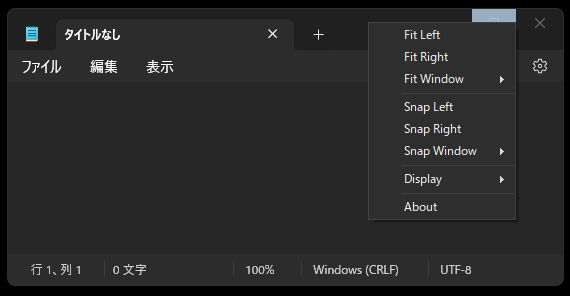 タイトルなし
ファイル 編集 表示
Fit Left
Fit Right
Fit Window
Snap Left
Snap Right
Snap Window
Display
About
行 1、列 1 0 文字 100% Windows (CRLF) UTF-8